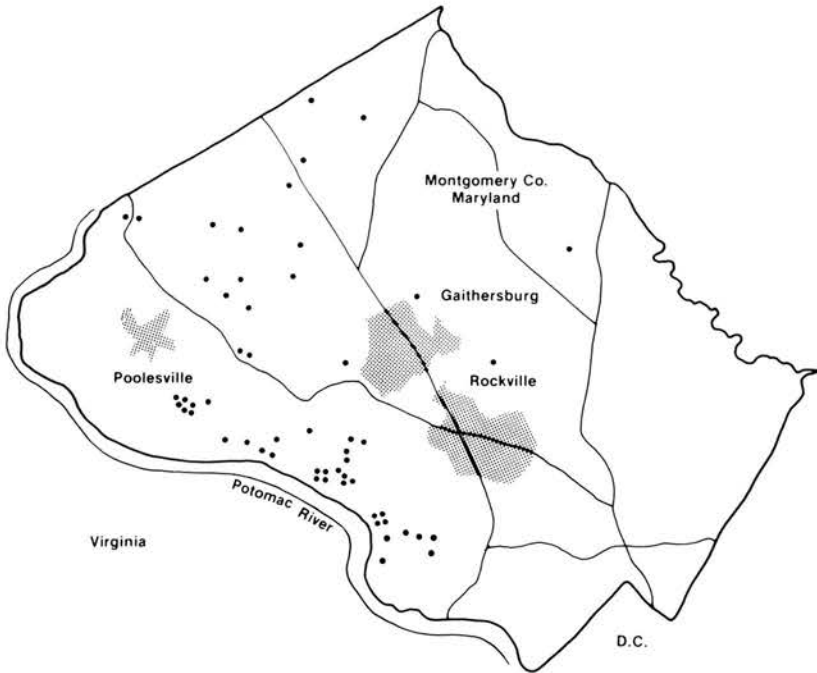 Montgomery Co.
Maryland
Gaithersburg
Poolesville
Rockville
Potomac River
Virginia
D.C.